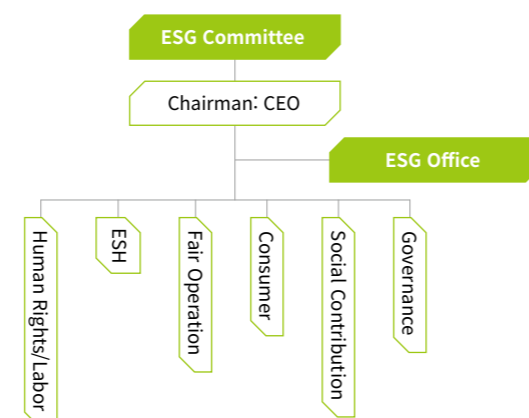 ESG Committee
Chairman: CEO
ESG Office
Human Rights/Labor
ESH
Fair Operation
Consumer
Social Contribution
Governance